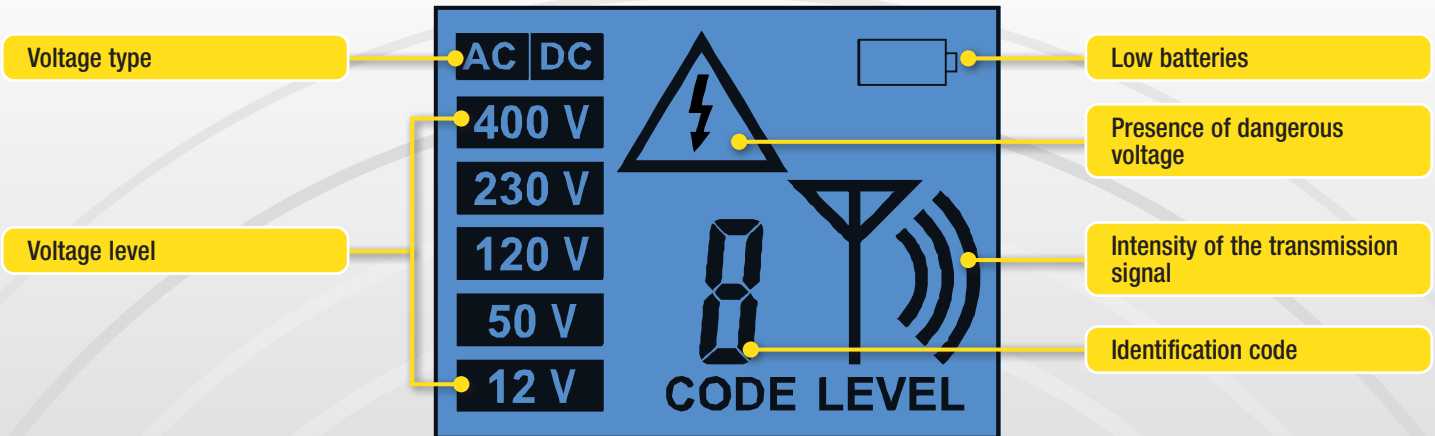 Voltage type
Voltage level
AC DC
400 V
230 V
120 V
50 V
12 V
8
CODE LEVEL
Low batteries
Presence of dangerous
voltage
Intensity of the transmission
signal
Identification code